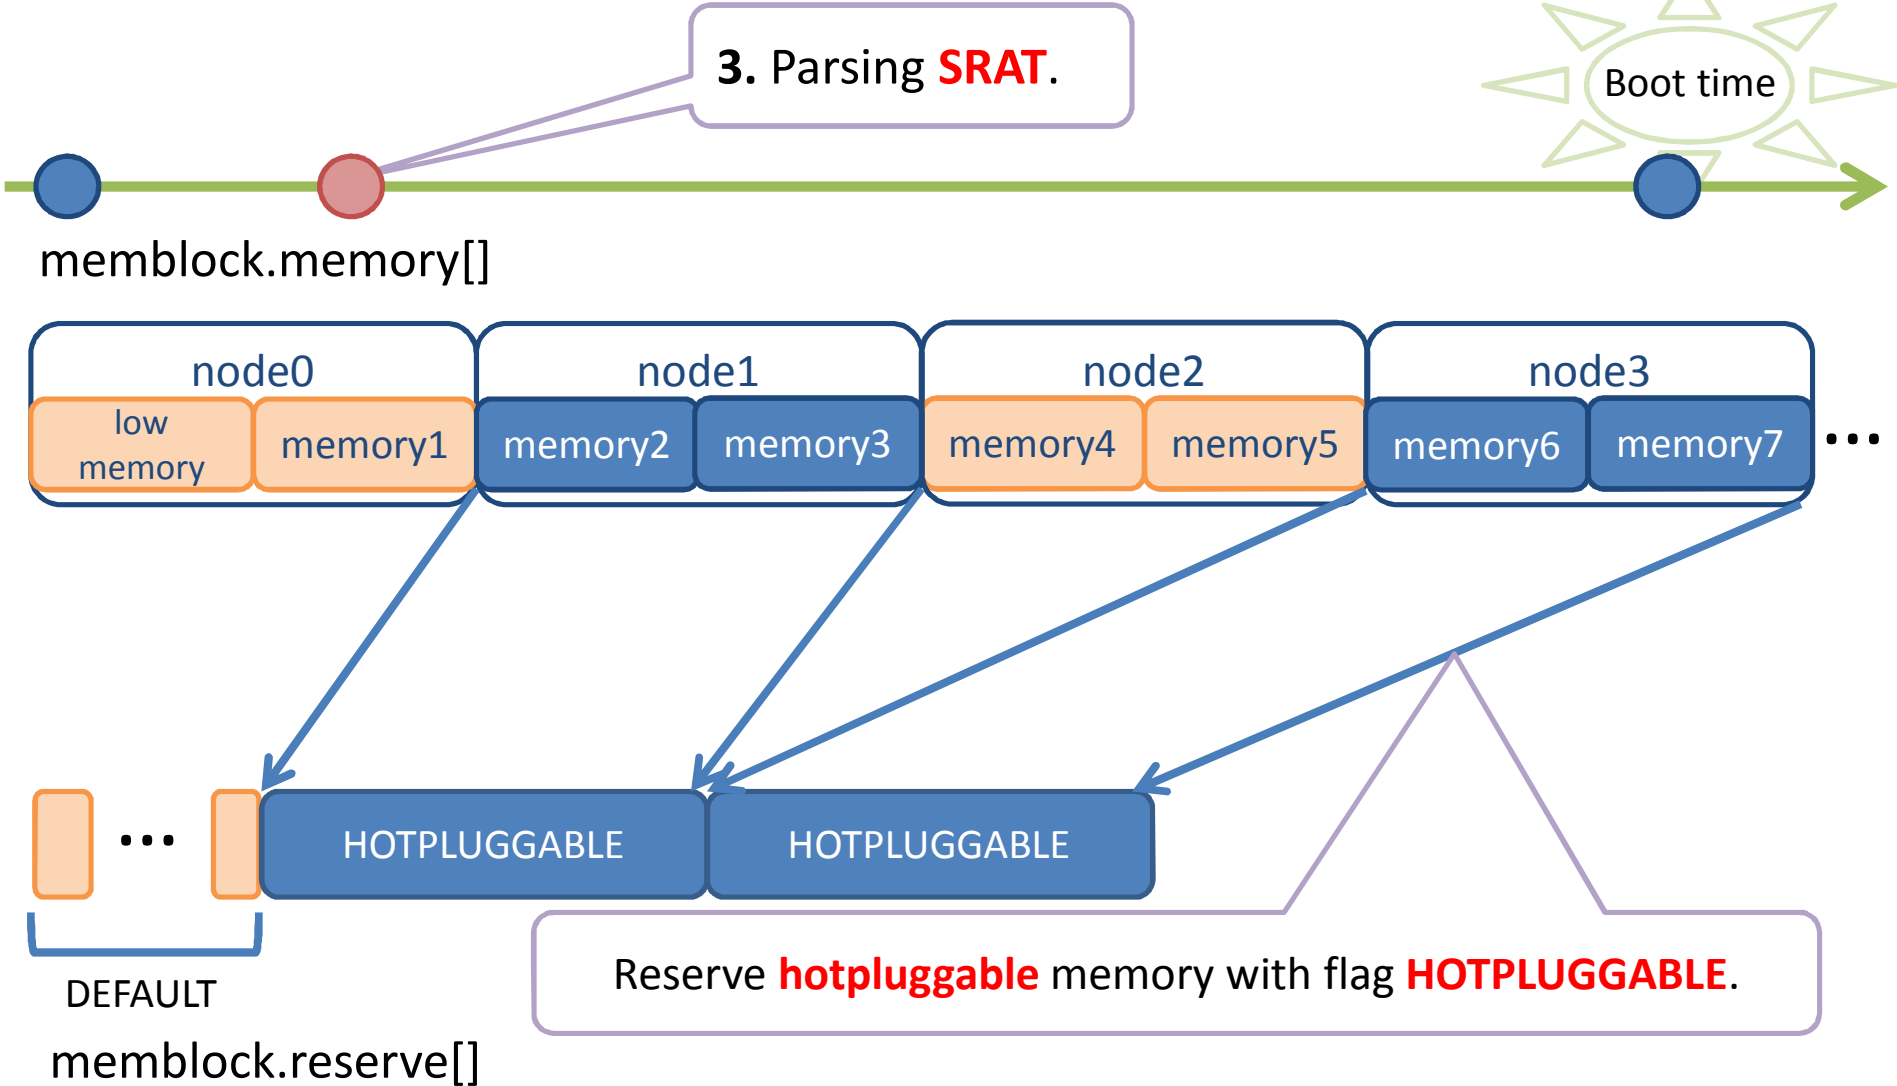 3. Parsing SRAT.
Boot time
memblock.memory[]
node0
node1
node2
node3
low
memory
memory1
memory2
memory3
memory4
memory5
memory6
memory7
...
...
HOTPLUGGABLE
HOTPLUGGABLE
DEFAULT
Reserve hotpluggable memory with flag HOTPLUGGABLE.
memblock.reserve[]